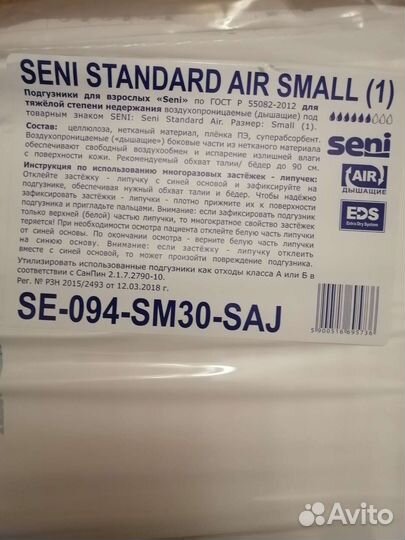 SENI STANDARD AIR SMALL (1)
Подгузники для взрослых «Seni» по ГОСТ Р 55082-2012 для
тяжёлой степени недержания воздухопроницаемые (дышащие) под
товарным знаком SENI: Seni Standard Air. Размер: Small (1).
Состав: целлюлоза, нетканый материал, плёнка ПЭ, суперабсорбент.
Воздухопроницаемые («дышащие») боковые части из нетканого материала
обеспечивают свободный воздухообмен и испарение излишней влаги
с поверхности кожи. Рекомендуемый обхват талии/ бедер до 90 см.
Инструкция по использованию многоразовых застёжек - липучек:
Отклейте застёжку - липучку с синей основой и зафиксируйте на
подгузнике, обеспечивая нужный обхват талии и бёдер. Чтобы надёжно
зафиксировать застёжки - липучки - плотно прижмите их к поверхности
подгузника и пригладьте пальцами. Внимание: если зафиксировать подгузник
только верхней (белой) частью липучки, то многократное свойство застёжек
теряется! При необходимости осмотра пациента отклейте белую часть липучки
от синей основы. По окончании осмотра - верните белую часть липучки
на синюю основу. Внимание: если застёжку - липучку отклеить
вместе с синей основой, то может произойти повреждение подгузника.
Утилизировать использованные подгузники как отходы класса А или Б в
соответствии с СанПин 2.1.7.2790-10.
Рег. № РЗН 2015/2493 от 12.03.2018 г.
seni
AIR
ДЫШАЩИЕ
EDS
Extra Dry System
SE-094-SM30-SAJ
5900516695736
Avito